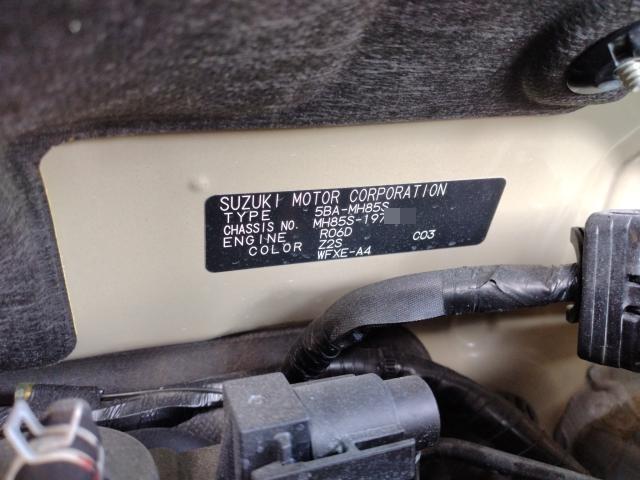 SUZUKI MOTOR CORPORATION
TYPE 5BA-MH85S
CHASSIS NO. MH85S-197
ENGINE R06D C03
COLOR Z2S
WFXE-A4